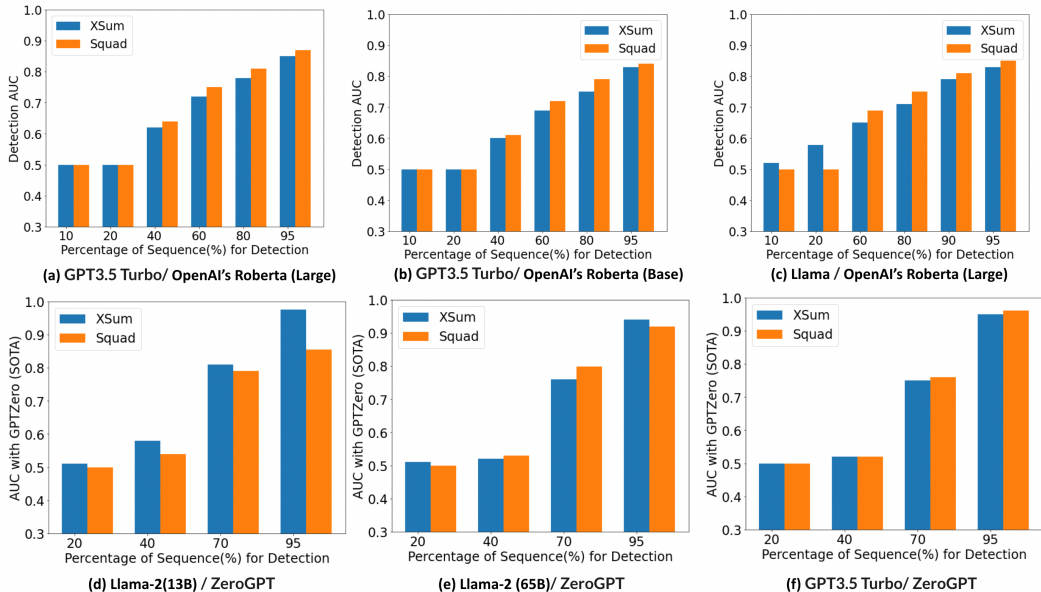 1.0
0.9
0.8
0.7
0.6
0.5
0.4
0.3
Detection AUC
XSum
Squad
10 20 40 60 80 95
Percentage of Sequence(%) for Detection
(a) GPT3.5 Turbo/ OpenAI's Roberta (Large)
1.0
0.9
0.8
0.7
0.6
0.5
0.4
0.3
Detection AUC
XSum
Squad
10 20 40 60 80 95
Percentage of Sequence(%) for Detection
(b) GPT3.5 Turbo/ OpenAI's Roberta (Base)
1.0
0.9
0.8
0.7
0.6
0.5
0.4
0.3
Detection AUC
XSum
Squad
10 20 60 80 90 95
Percentage of Sequence(%) for Detection
(c) Llama / OpenAI's Roberta (Large)
1.0
0.9
0.8
0.7
0.6
0.5
0.4
0.3
AUC with GPTZero (SOTA)
XSum
Squad
20 40 70 95
Percentage of Sequence(%) for Detection
(d) Llama-2(13B) / ZeroGPT
1.0
0.9
0.8
0.7
0.6
0.5
0.4
0.3
AUC with GPTZero (SOTA)
XSum
Squad
20 40 70 95
Percentage of Sequence(%) for Detection
(e) Llama-2 (65B)/ ZeroGPT
1.0
0.9
0.8
0.7
0.6
0.5
0.4
0.3
AUC with GPTZero (SOTA)
XSum
Squad
20 40 70 95
Percentage of Sequence(%) for Detection
(f) GPT3.5 Turbo/ ZeroGPT